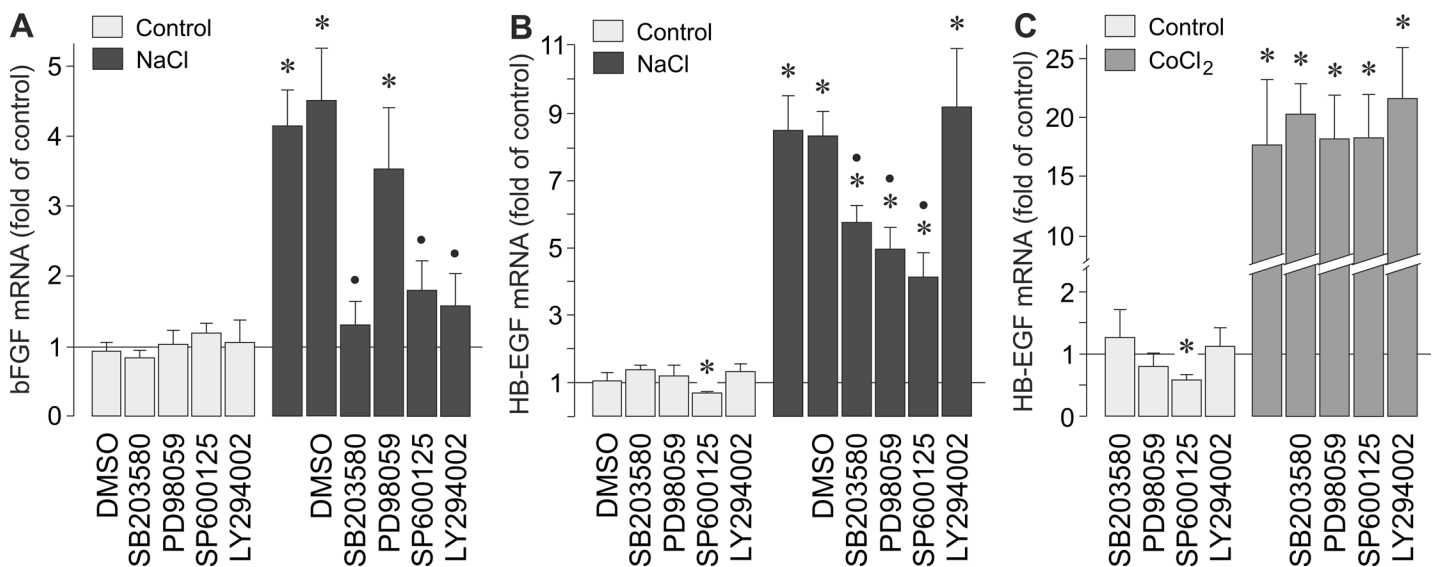 A
Control
NaCl
bFGF mRNA (fold of control)
5
4
3
2
1
0
*
*
•
*
•
•
DMSO
SB203580
PD98059
SP600125
LY294002
DMSO
SB203580
PD98059
SP600125
LY294002
B
Control
NaCl
HB-EGF mRNA (fold of control)
11
9
7
5
3
1
*
*
*
•
*
•
*
•
*
*
DMSO
SB203580
PD98059
SP600125
LY294002
DMSO
SB203580
PD98059
SP600125
LY294002
C
Control
CoCl₂
HB-EGF mRNA (fold of control)
25
20
15
10
2
1
0
*
*
*
*
*
*
SB203580
PD98059
SP600125
LY294002
SB203580
PD98059
SP600125
LY294002